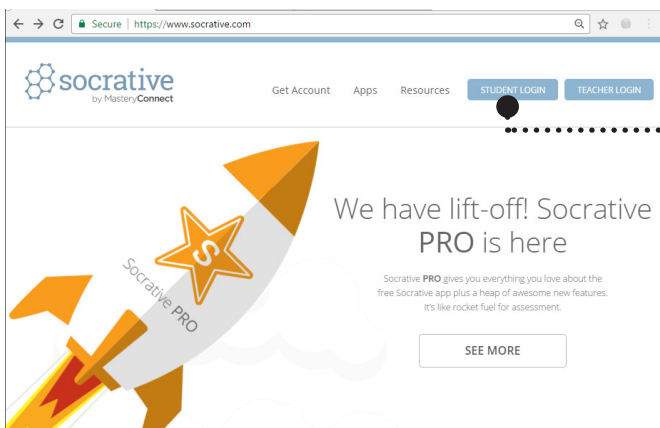 Secure | https://www.socrative.com
socrative
by MasteryConnect
Get Account Apps Resources STUDENT LOGIN TEACHER LOGIN
We have lift-off! Socrative
PRO is here
Socrative PRO gives you everything you love about the
free Socrative app plus a heap of awesome new features.
It's like rocket fuel for assessment.
SEE MORE
S
Socrative PRO